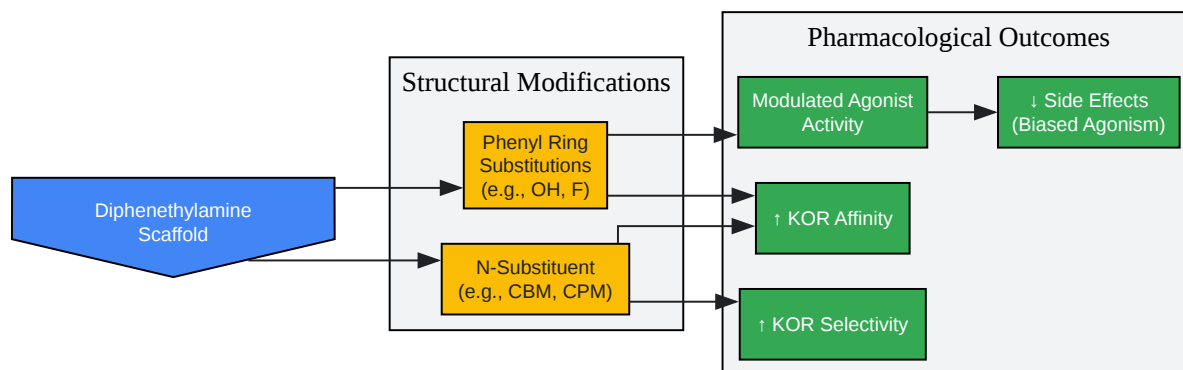 Pharmacological Outcomes
Structural Modifications
Diphenethylamine
Scaffold
Phenyl Ring
Substitutions
(e.g., OH, F)
N-Substituent
(e.g., CBM, CPM)
Modulated Agonist
Activity
↓ Side Effects
(Biased Agonism)
↑ KOR Affinity
↑ KOR Selectivity